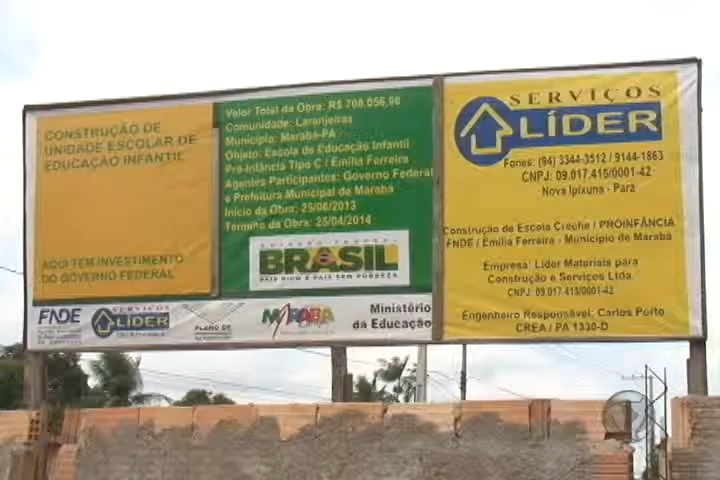 CONSTRUÇÃO DE
UNIDADE ESCOLAR DE
EDUCAÇÃO INFANTIL
AQUI TEM INVESTIMENTO
DO GOVERNO FEDERAL
Valor Total da Obra: R$ 708.056,98
Comunidade: Laranjeiras
Município: Marabá-PA
Objeto: Escola de Educação Infantil
Pró-Infância Tipo C / Emília Ferreira
Agentes Participantes: Governo Federal
e Prefeitura Municipal de Marabá
Início da Obra: 25/06/2013
Término da Obra: 25/04/2014
BRASIL
PAÍS RICO É PAÍS SEM POBREZA
FNDE
SERVIÇOS
LÍDER
PLANO DE
MARABÁ
Ministério
da Educação
SERVIÇOS
LÍDER
Fones: (94) 3344-3512 / 9144-1863
CNPJ: 09.017.415/0001-42
Nova Ipixuna - Pará
Construção de Escola Creche / PROINFÂNCIA
FNDE / Emília Ferreira - Município de Marabá
Empresa: Líder Materiais para
Construção e Serviços Ltda
CNPJ: 09.017.415/0001-42
Engenheiro Responsável: Carlos Porto
CREA / PA 1330-D